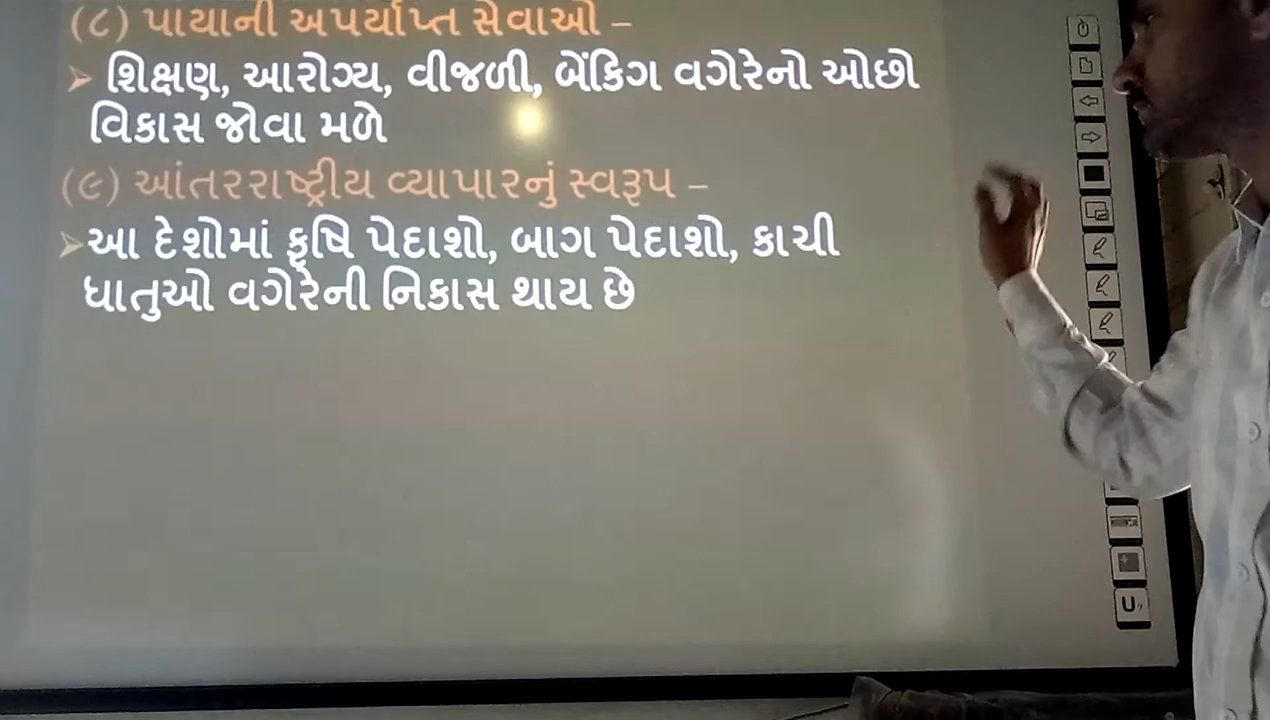 (૮) પાયાની અપર્યાપ્ત સેવાઓ –
➢ શિક્ષણ, આરોગ્ય, વીજળી, બેંકિગ વગેરેનો ઓછો
વિકાસ જોવા મળે
(૯) આંતરરાષ્ટ્રીય વ્યાપારનું સ્વરૂપ –
➢આ દેશોમાં કૃષિ પેદાશો, બાગ પેદાશો, કાચી
ધાતુઓ વગેરેની નિકાસ થાય છે
U